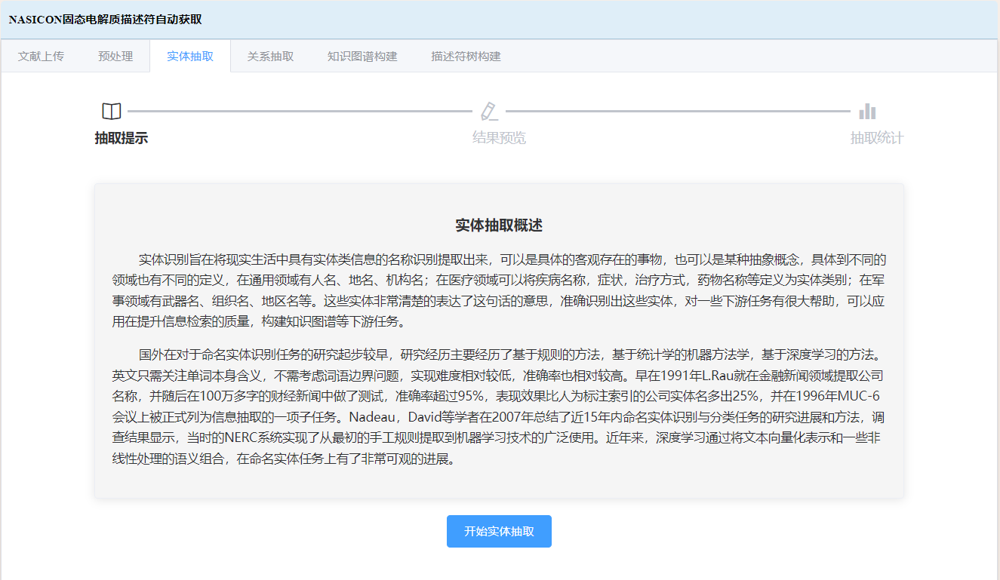 NASICON固态电解质描述符自动获取
文献上传 预处理 实体抽取 关系抽取 知识图谱构建 描述符树构建
抽取提示 结果预览 抽取统计
实体抽取概述
实体识别旨在将现实生活中具有实体类信息的名称识别提取出来，可以是具体的客观存在的事物，也可以是某种抽象概念，具体到不同的
领域也有不同的定义，在通用领域有人名、地名、机构名；在医疗领域可以将疾病名称，症状，治疗方式，药物名称等定义为实体类别；在军
事领域有武器名、组织名、地区名等。这些实体非常清楚的表达了这句话的意思，准确识别出这些实体，对一些下游任务有很大帮助，可以应
用在提升信息检索的质量，构建知识图谱等下游任务。
国外在对于命名实体识别任务的研究起步较早，研究经历主要经历了基于规则的方法，基于统计学的机器方法学，基于深度学习的方法。
英文只需关注单词本身含义，不需考虑词语边界问题，实现难度相对较低，准确率也相对较高。早在1991年L.Rau就在金融新闻领域提取公司
名称，并随后在100万多字的财经新闻中做了测试，准确率超过95%，表现效果比人为标注索引的公司实体名多出25%，并在1996年MUC-6
会议上被正式列为信息抽取的一项子任务。Nadeau，David等学者在2007年总结了近15年内命名实体识别与分类任务的研究进展和方法，调
查结果显示，当时的NERC系统实现了从最初的手工规则提取到机器学习技术的广泛使用。近年来，深度学习通过将文本向量化表示和一些非
线性处理的语义组合，在命名实体任务上有了非常可观的进展。
开始实体抽取